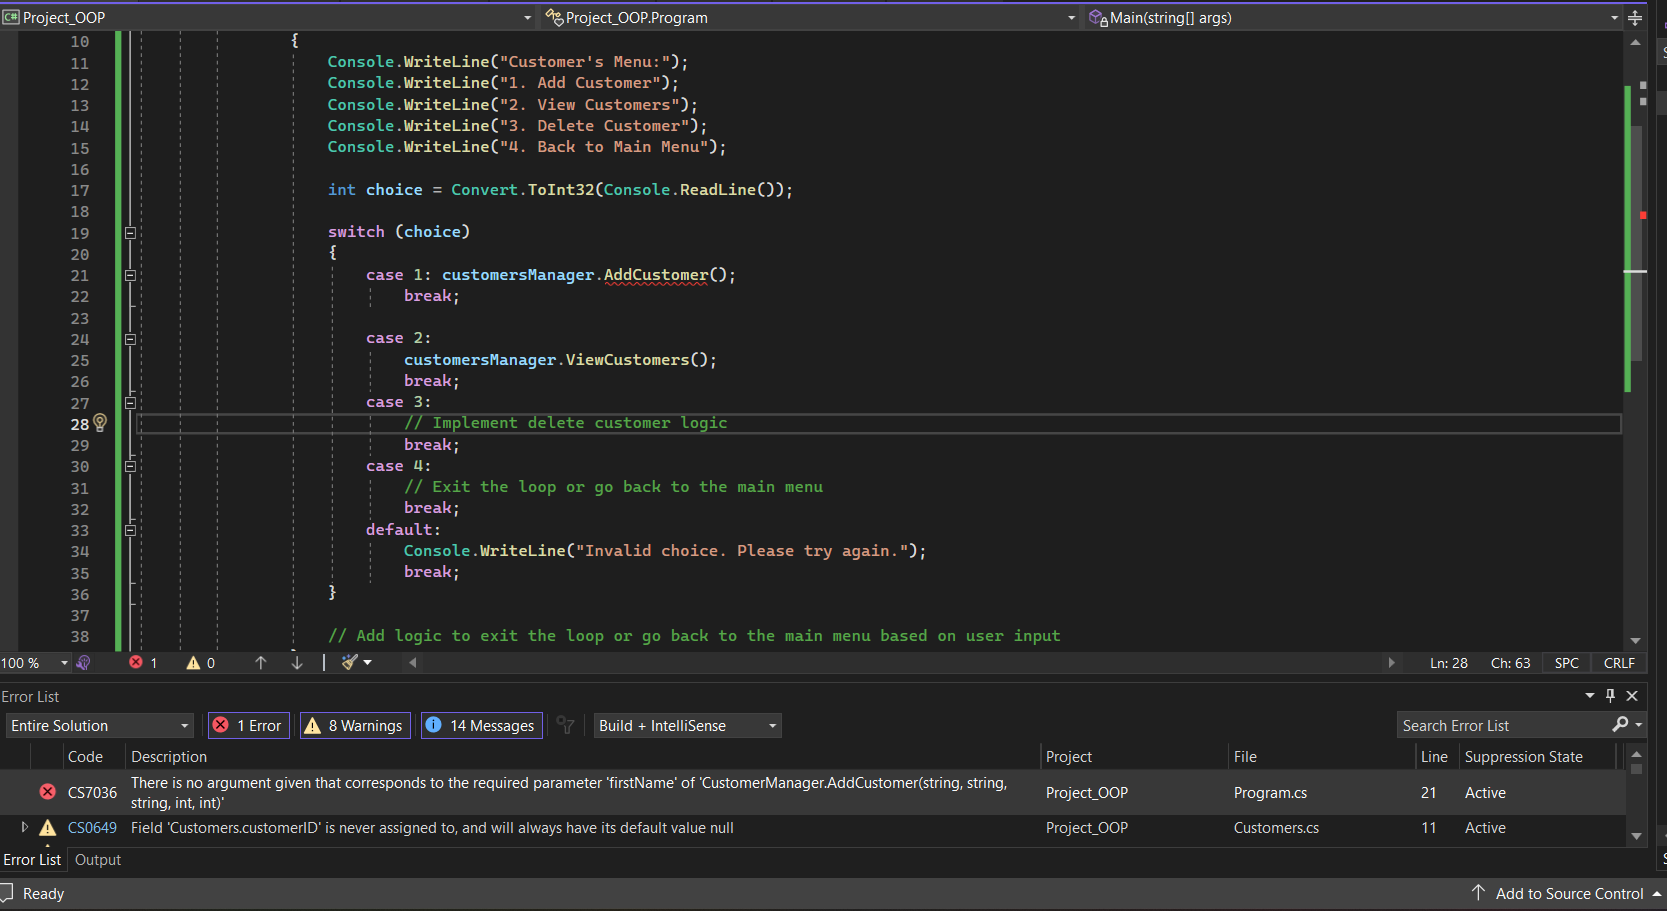 C# Project_OOP
Project_OOP.Program
Main(string[] args)
10 {
11 Console.WriteLine("Customer's Menu:");
12 Console.WriteLine("1. Add Customer");
13 Console.WriteLine("2. View Customers");
14 Console.WriteLine("3. Delete Customer");
15 Console.WriteLine("4. Back to Main Menu");
16
17 int choice = Convert.ToInt32(Console.ReadLine());
18
19 switch (choice)
20 {
21 case 1: customersManager.AddCustomer();
22 break;
23
24 case 2:
25 customersManager.ViewCustomers();
26 break;
27 case 3:
28 // Implement delete customer logic
29 break;
30 case 4:
31 // Exit the loop or go back to the main menu
32 break;
33 default:
34 Console.WriteLine("Invalid choice. Please try again.");
35 break;
36 }
37
38 // Add logic to exit the loop or go back to the main menu based on user input
100 % 1 0 Ln: 28 Ch: 63 SPC CRLF
Error List
Entire Solution 1 Error 8 Warnings 14 Messages Build + IntelliSense Search Error List
Code Description Project File Line Suppression State
CS7036 There is no argument given that corresponds to the required parameter 'firstName' of 'CustomerManager.AddCustomer(string, string,
string, int, int)' Project_OOP Program.cs 21 Active
CS0649 Field 'Customers.customerID' is never assigned to, and will always have its default value null Project_OOP Customers.cs 11 Active
Error List Output
Ready Add to Source Control